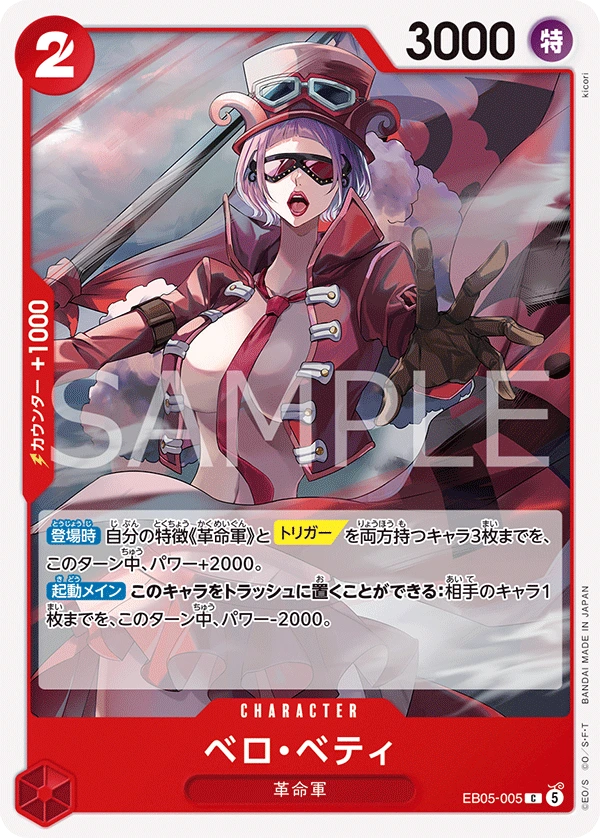 2
3000
特
kicori
カウンター +1000
SAMPLE
登場時 自分の特徴《革命軍》と トリガー を両方持つキャラ3枚までを、
このターン中、パワー+2000。
起動メイン このキャラをトラッシュに置くことができる:相手のキャラ1
枚までを、このターン中、パワー-2000。
CHARACTER
ベロ・ベティ
革命軍
EB05-005 C 5
©E.O/S ©O/S・F・T BANDAI MADE IN JAPAN